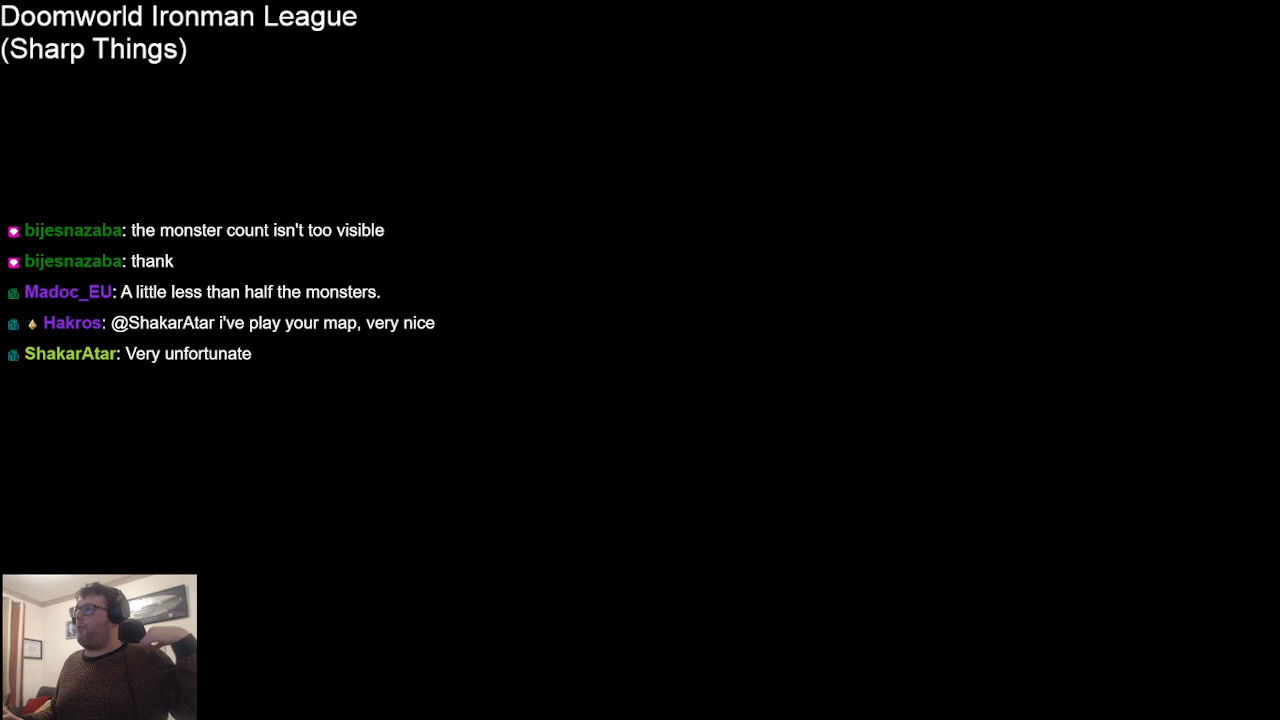 Doomworld Ironman League
(Sharp Things)
bijesnazaba: the monster count isn't too visible
bijesnazaba: thank
Madoc_EU: A little less than half the monsters.
Hakros: @ShakarAtar i've play your map, very nice
ShakarAtar: Very unfortunate